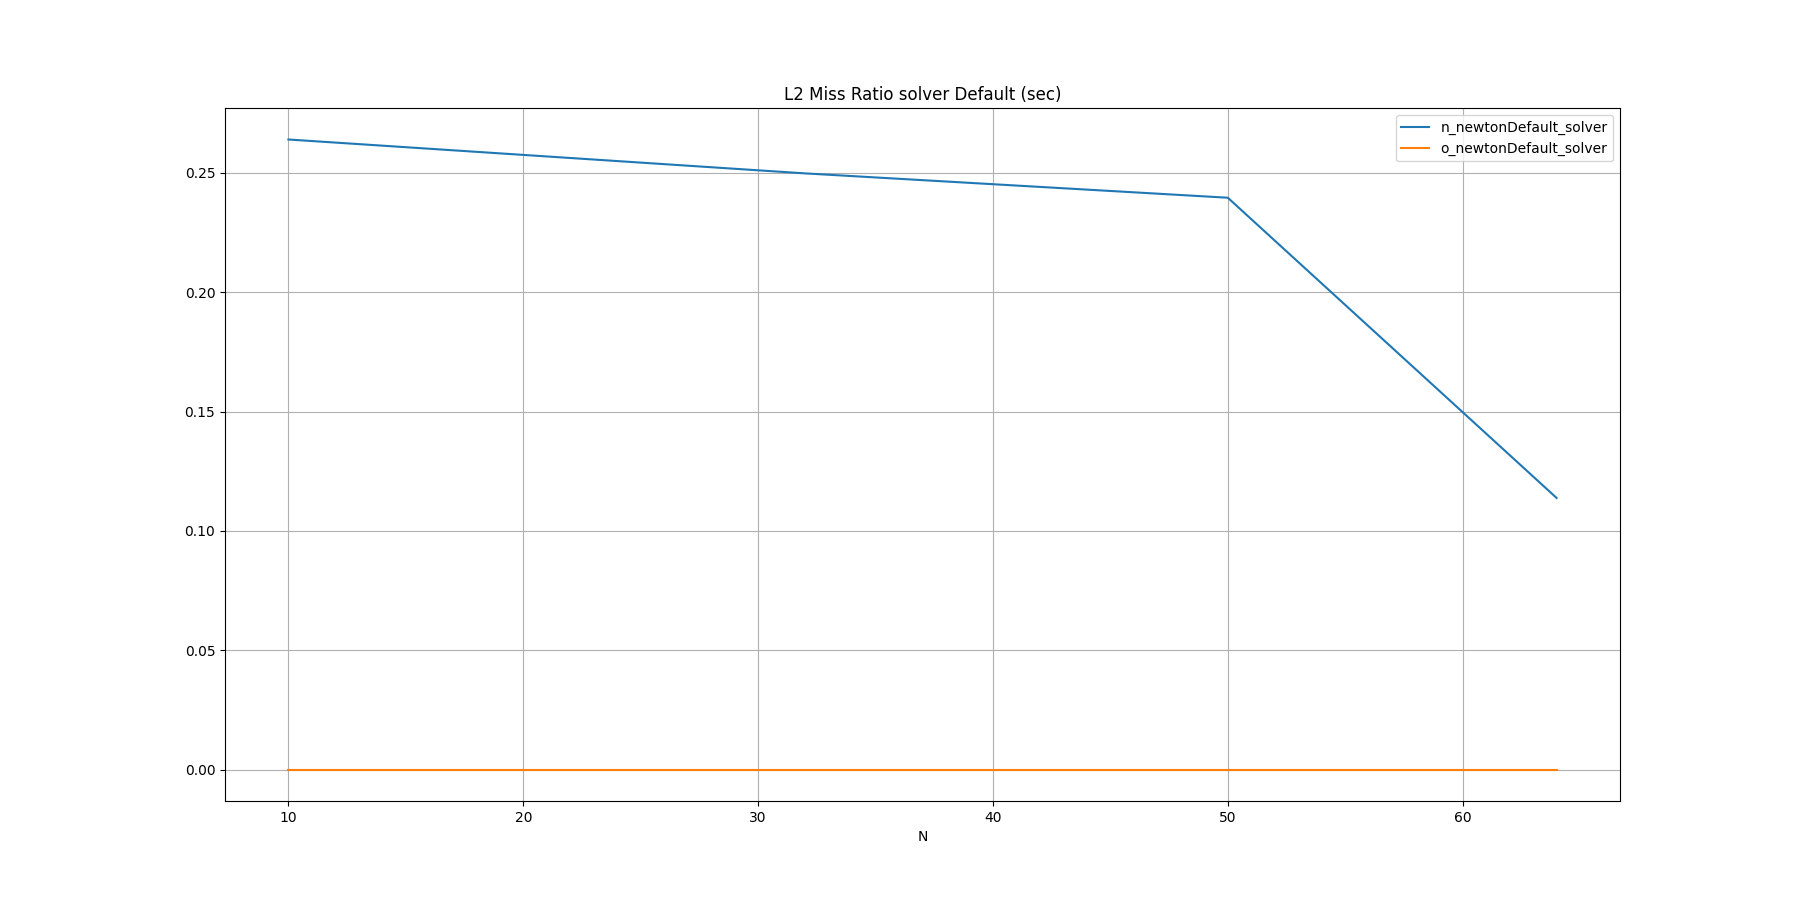 L2 Miss Ratio solver Default (sec)
n_newtonDefault_solver
o_newtonDefault_solver
0.25
0.20
0.15
0.10
0.05
0.00
10 20 30 40 50 60
N